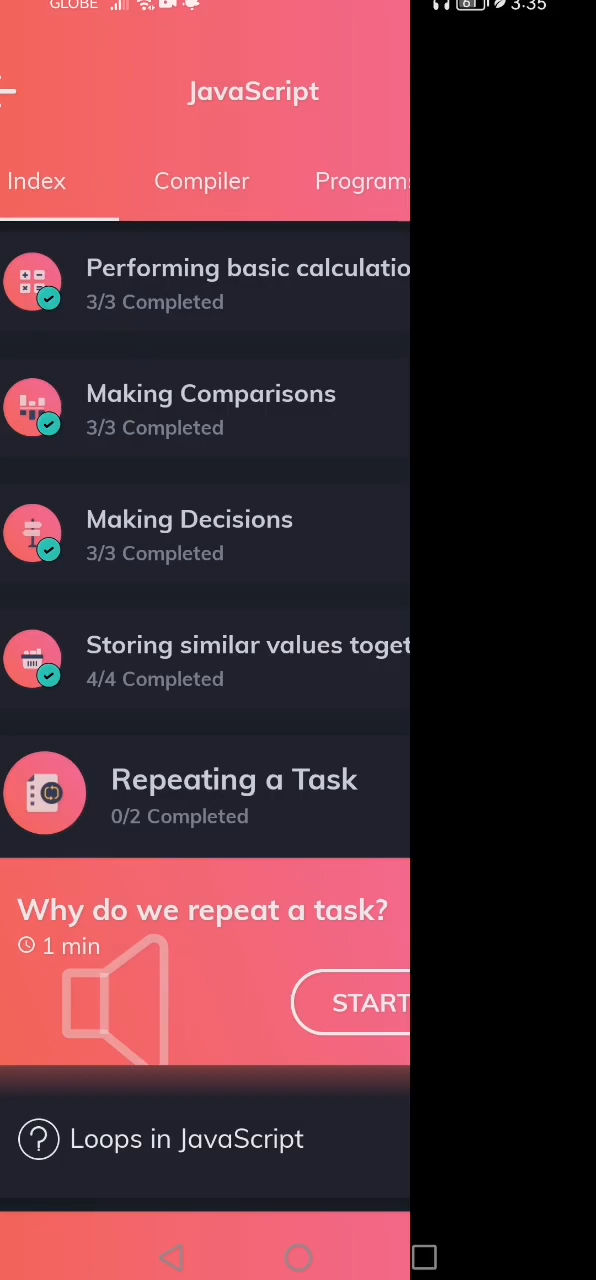 GLOBE 61 3:35
JavaScript
Index Compiler Program
Performing basic calculatio
3/3 Completed
Making Comparisons
3/3 Completed
Making Decisions
3/3 Completed
Storing similar values toget
4/4 Completed
Repeating a Task
0/2 Completed
Why do we repeat a task?
1 min
START
? Loops in JavaScript